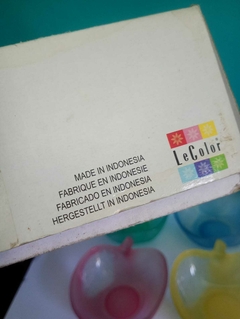 MADE IN INDONESIA
FABRIQUE EN INDONESIE
FABRICADO EN INDONESIA
HERGESTELLT IN INDONESIA
LeColor